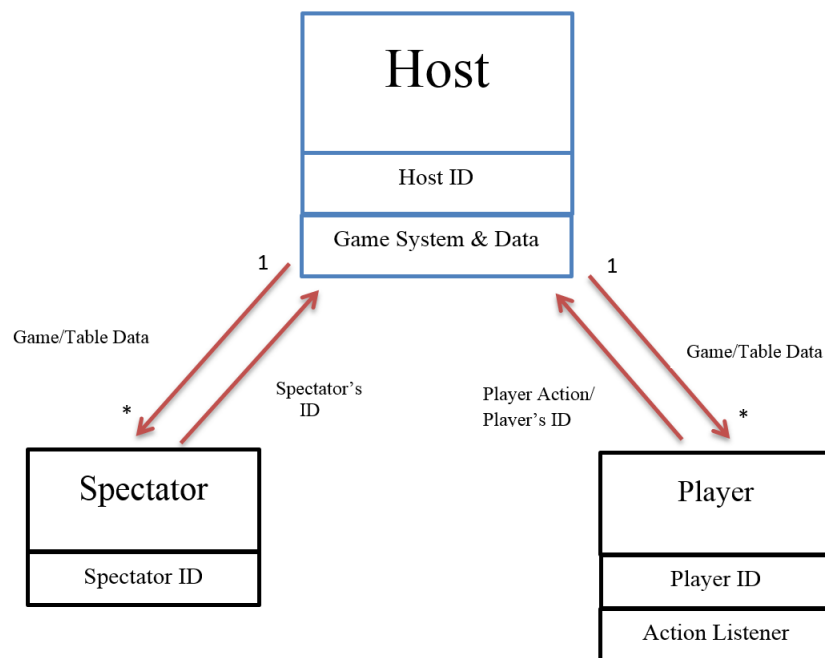 Host
Host ID
Game System & Data
1
1
Game/Table Data
Game/Table Data
Spectator's
ID
Player Action/
Player's ID
*
*
Spectator
Player
Spectator ID
Player ID
Action Listener